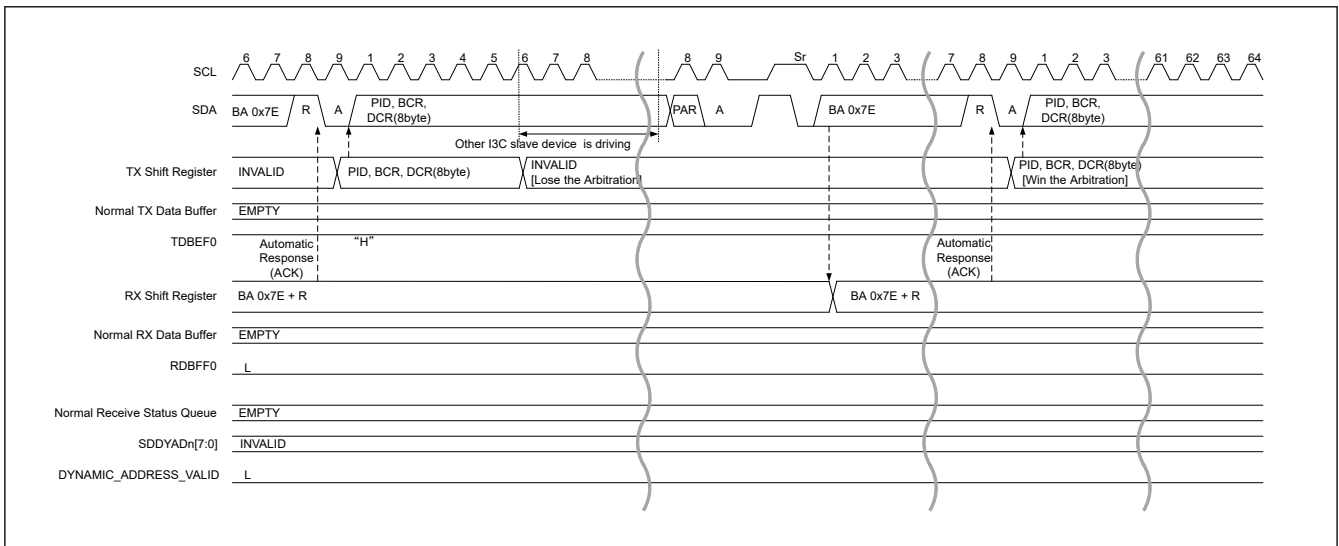 SCL 6 7 8 9 1 2 3 4 5 6 7 8 8 9 Sr 1 2 3 7 8 9 1 2 3 61 62 63 64
SDA BA 0x7E R A PID, BCR, DCR(8byte) PAR A BA 0x7E R A PID, BCR, DCR(8byte)
Other I3C slave device is driving
TX Shift Register INVALID PID, BCR, DCR(8byte) INVALID [Lose the Arbitration] PID, BCR, DCR(8byte) [Win the Arbitration]
Normal TX Data Buffer EMPTY
TDBEF0 "H"
Automatic Response (ACK) Automatic Response (ACK)
RX Shift Register BA 0x7E + R BA 0x7E + R
Normal RX Data Buffer EMPTY
RDBFF0 L
Normal Receive Status Queue EMPTY
SDDYADn[7:0] INVALID
DYNAMIC_ADDRESS_VALID L